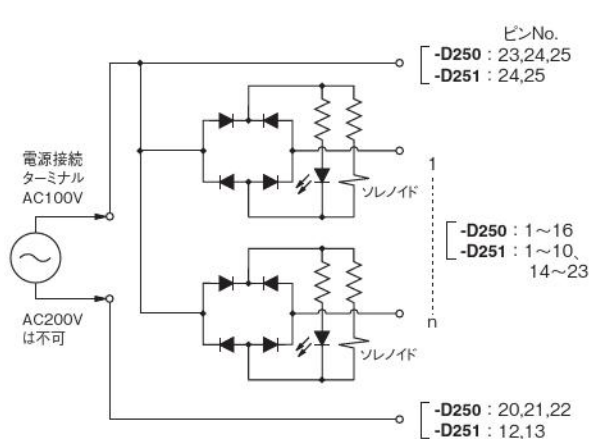 ピンNo.
-D250：23,24,25
-D251：24,25
電源接続
ターミナル
AC100V
ソレノイド
1
-D250：1～16
-D251：1～10、
14～23
n
AC200V
は不可
ソレノイド
-D250：20,21,22
-D251：12,13